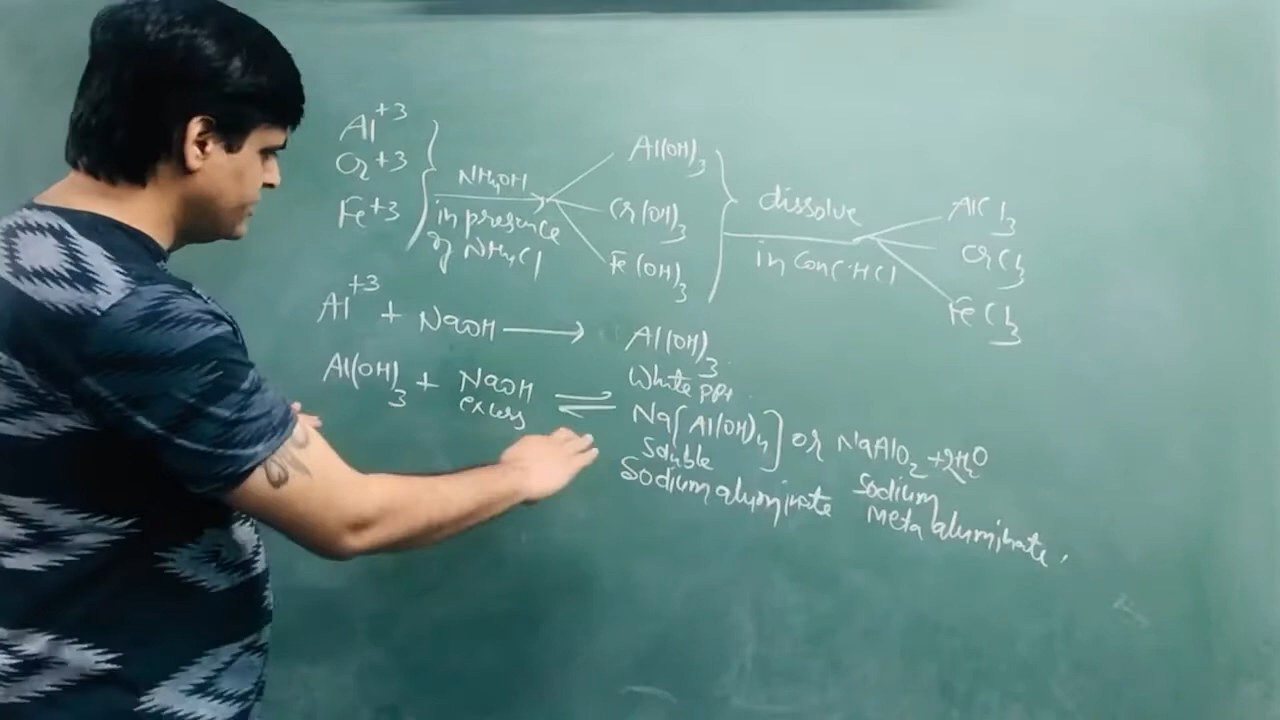 Al+3
Cr+3
Fe+3
NH4OH
in presence
of NH4Cl
Al(OH)3
Cr(OH)3
Fe(OH)3
dissolve
in Conc.HCl
AlCl3
CrCl3
FeCl3
Al+3 + NaOH → Al(OH)3
White ppt.
Al(OH)3 + NaOH ⇌ Na[Al(OH)4] or NaAlO2 + 2H2O
excess
Soluble
Sodium aluminate
Sodium
Meta aluminate.